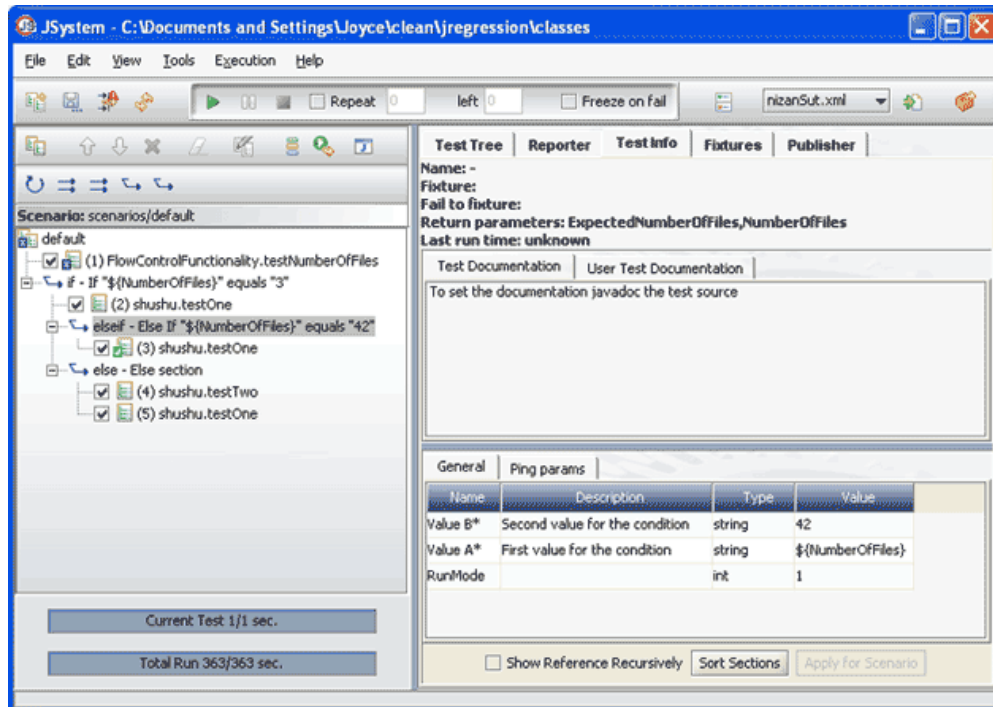 JSystem - C:\Documents and Settings\Joyce\clean\jregression\classes
File Edit View Tools Execution Help
Repeat 0 left 0 Freeze on fail nizanSut.xml
Scenario: scenarios/default
default
(1) FlowControlFunctionality.testNumberOfFiles
if - If "${NumberOfFiles}" equals "3"
(2) shushu.testOne
elseif - Else If "${NumberOfFiles}" equals "42"
(3) shushu.testOne
else - Else section
(4) shushu.testTwo
(5) shushu.testOne
Current Test 1/1 sec.
Total Run 363/363 sec.
Test Tree Reporter Test Info Fixtures Publisher
Name: -
Fixture:
Fail to fixture:
Return parameters: ExpectedNumberOfFiles,NumberOfFiles
Last run time: unknown
Test Documentation User Test Documentation
To set the documentation javadoc the test source
General Ping params
Name Description Type Value
Value B* Second value for the condition string 42
Value A* First value for the condition string ${NumberOfFiles}
RunMode int 1
Show Reference Recursively Sort Sections Apply for Scenario